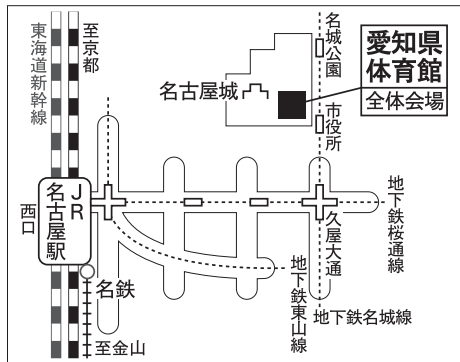 東海道新幹線
至京都
名城公園
愛知県
体育館
全体会場
名古屋城
市役所
西口
JR
名古屋駅
久屋大通
地下鉄桜通線
名鉄
地下鉄東山線
地下鉄名城線
至金山